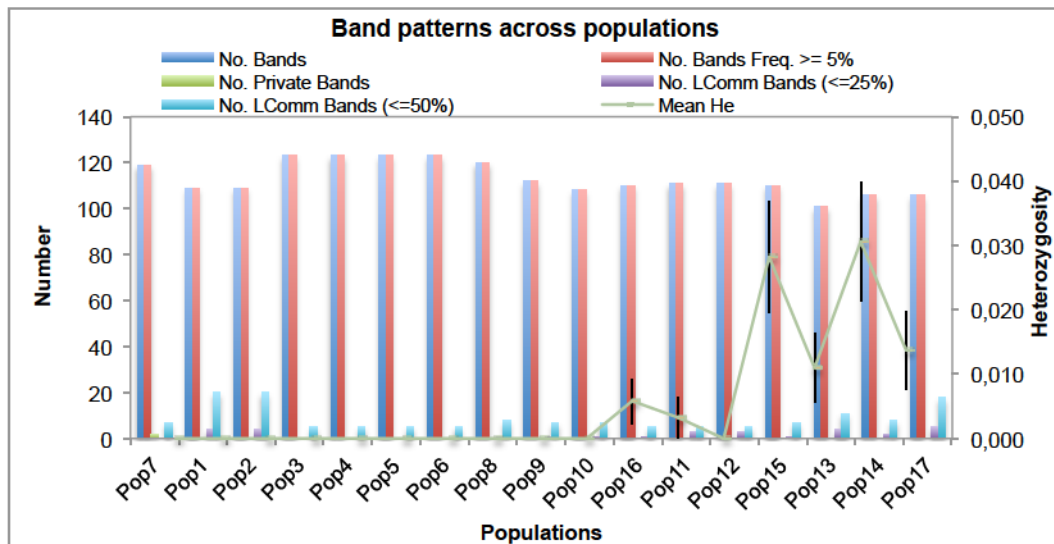 Band patterns across populations
No. Bands
No. Bands Freq. >= 5%
No. Private Bands
No. LComm Bands (<=25%)
No. LComm Bands (<=50%)
Mean He
140
120
100
80
60
40
20
0
Number
0,050
0,040
0,030
0,020
0,010
0,000
Heterozygosity
Pop7 Pop1 Pop2 Pop3 Pop4 Pop5 Pop6 Pop8 Pop9 Pop10 Pop16 Pop11 Pop12 Pop15 Pop13 Pop14 Pop17
Populations